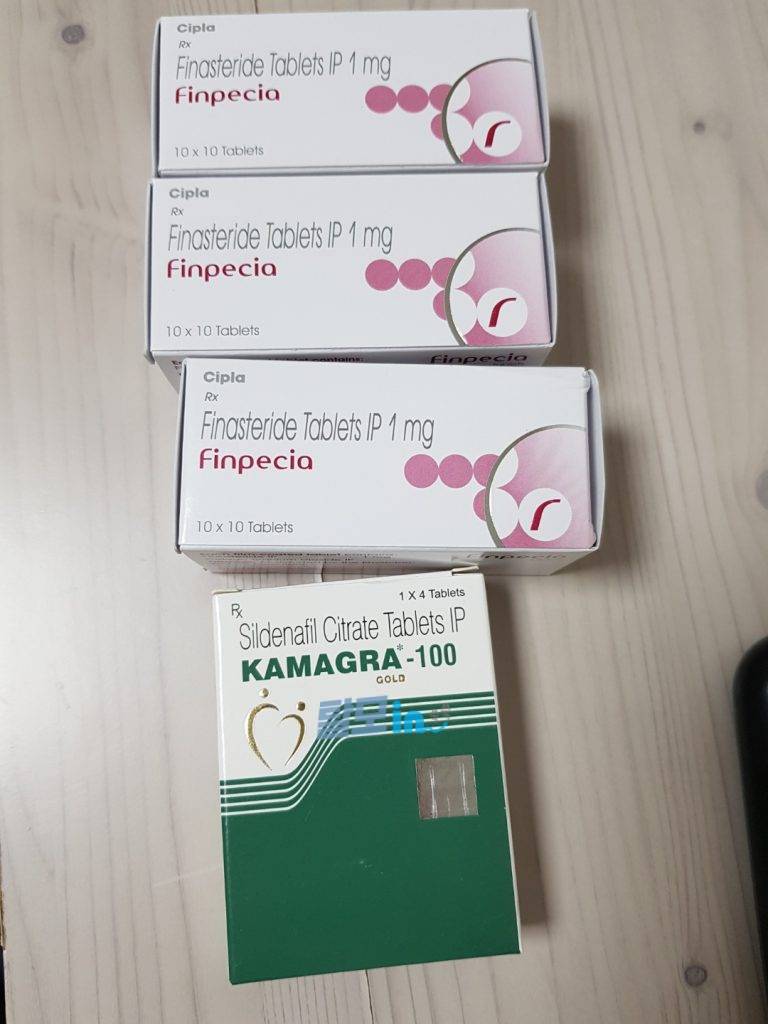 Cipla
Rx
Finasteride Tablets IP 1 mg
Finpecia
10 x 10 Tablets
Cipla
Rx
Finasteride Tablets IP 1 mg
Finpecia
10 x 10 Tablets
Finpecia
Cipla
Rx
Finasteride Tablets IP 1 mg
Finpecia
10 x 10 Tablets
Finpecia
Rx
1 X 4 Tablets
Sildenafil Citrate Tablets IP
KAMAGRA*-100
GOLD